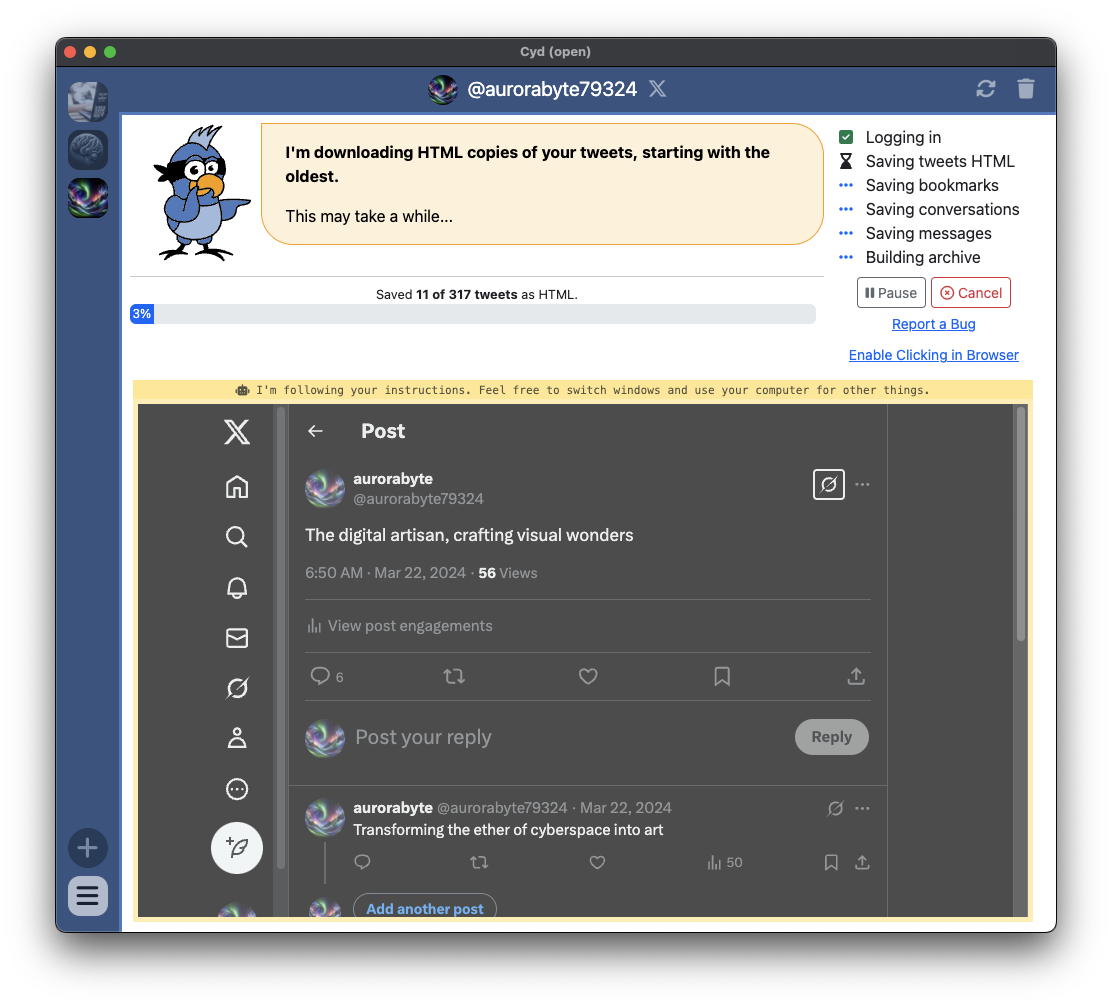 Cyd (open)
@aurorabyte79324
I'm downloading HTML copies of your tweets, starting with the
oldest.
This may take a while...
Logging in
Saving tweets HTML
Saving bookmarks
Saving conversations
Saving messages
Building archive
Pause
Cancel
Report a Bug
Enable Clicking in Browser
Saved 11 of 317 tweets as HTML.
3%
I'm following your instructions. Feel free to switch windows and use your computer for other things.
Post
aurorabyte
@aurorabyte79324
The digital artisan, crafting visual wonders
6:50 AM · Mar 22, 2024 · 56 Views
View post engagements
6
Post your reply
Reply
aurorabyte @aurorabyte79324 · Mar 22, 2024
Transforming the ether of cyberspace into art
50
Add another post